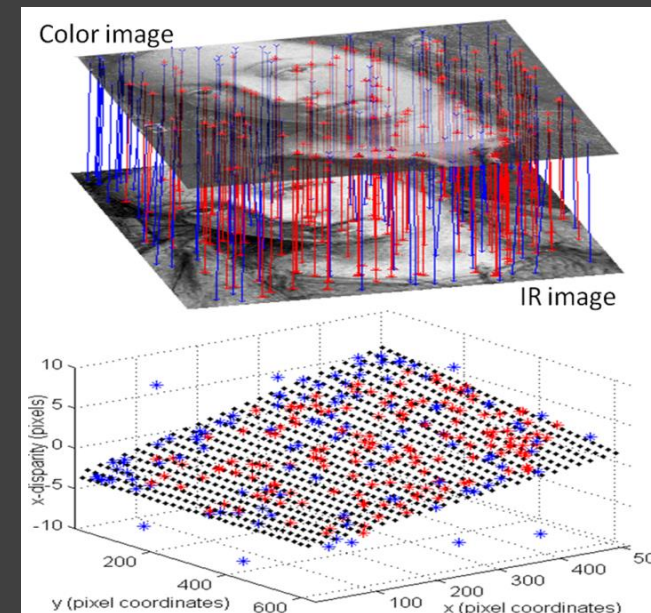 Color image
IR image
10
5
0
-5
-10
x-disparity (pixels)
200
400
600
y (pixel coordinates)
100
200
300
400
x (pixel coordinates)